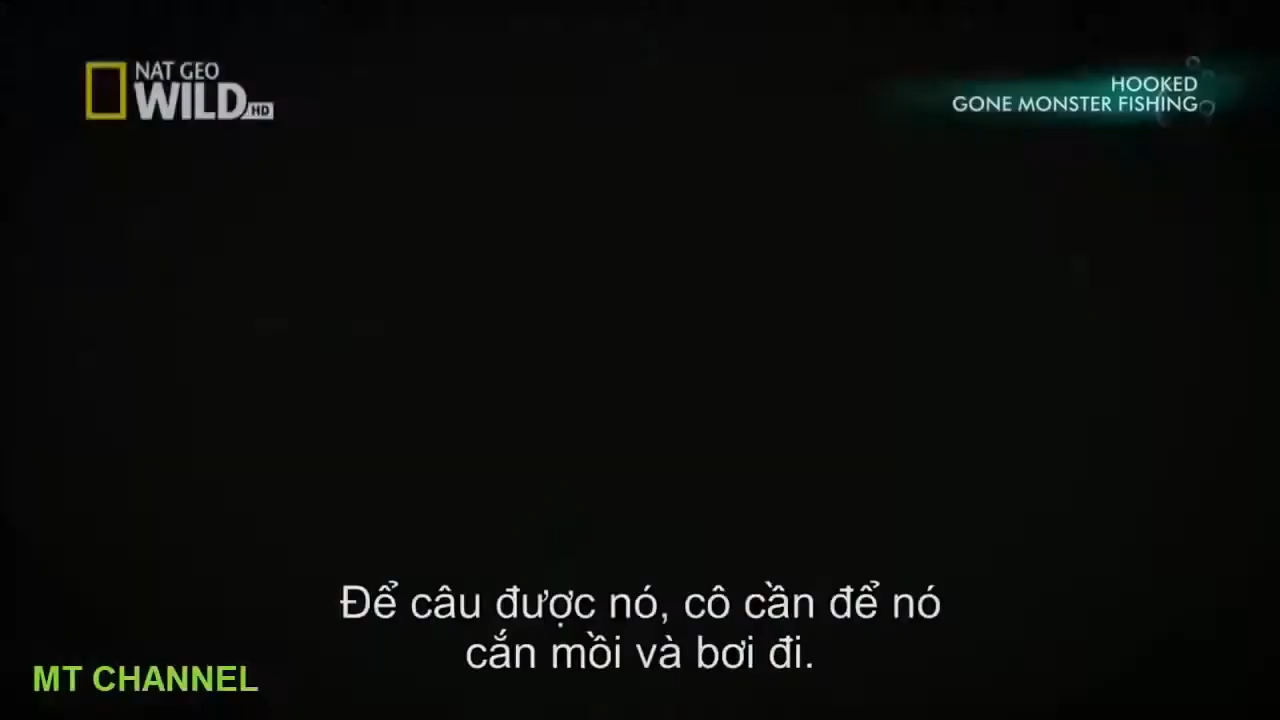 NAT GEO
WILD HD
HOOKED
GONE MONSTER FISHING
Để câu được nó, cô cần để nó
cắn mồi và bơi đi.
MT CHANNEL